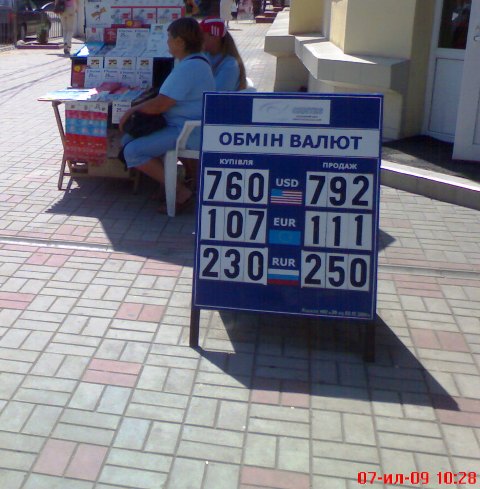 ОБМІН ВАЛЮТ
КУПІВЛЯ ПРОДАЖ
760 USD 792
107 EUR 111
230 RUR 250
07-ил-09 10:28